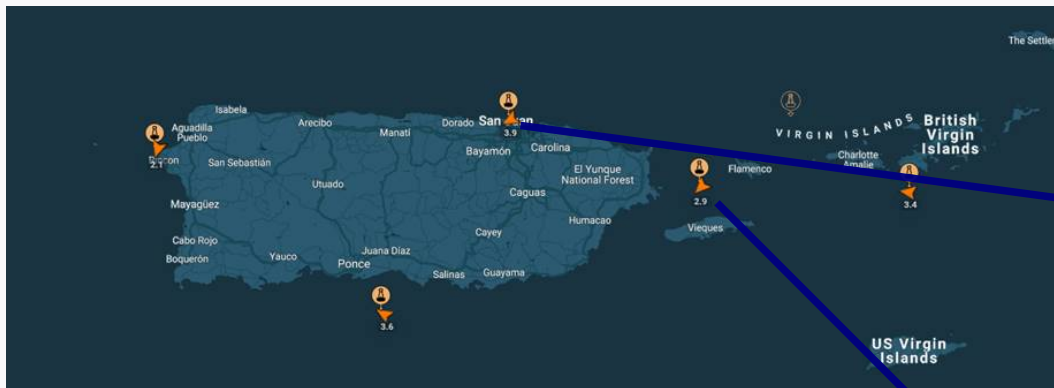 The Settler
Isabela
Aguadilla
Pueblo
Arecibo
Manatí
Dorado
San Juan
3.9
VIRGIN ISLANDS
British
Virgin
Islands
Rincon
2.1
San Sebastián
Bayamón
Carolina
Charlotte
Amalie
El Yunque
National Forest
Flamenco
Utuado
Caguas
2.9
3.4
Mayagüez
Humacao
Vieques
Cayey
Cabo Rojo
Juana Díaz
Boquerón
Yauco
Ponce
Salinas
Guayama
3.6
US Virgin
Islands